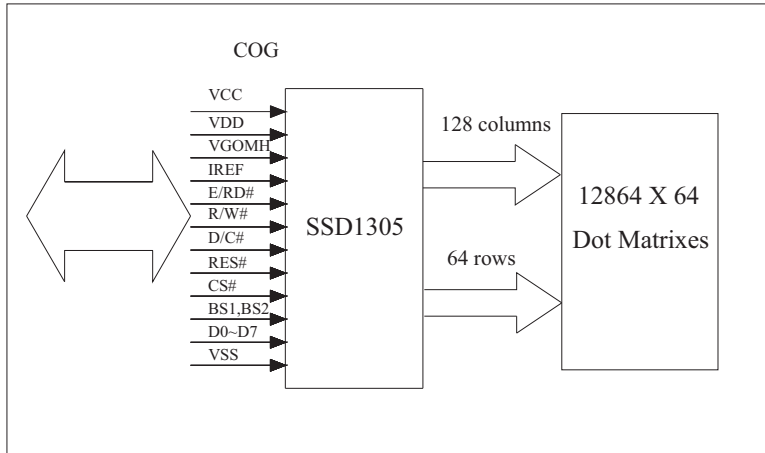 COG
VCC
VDD
VGOMH
IREF
E/RD#
R/W#
D/C#
RES#
CS#
BS1,BS2
D0~D7
VSS
SSD1305
128 columns
64 rows
12864 X 64
Dot Matrixes